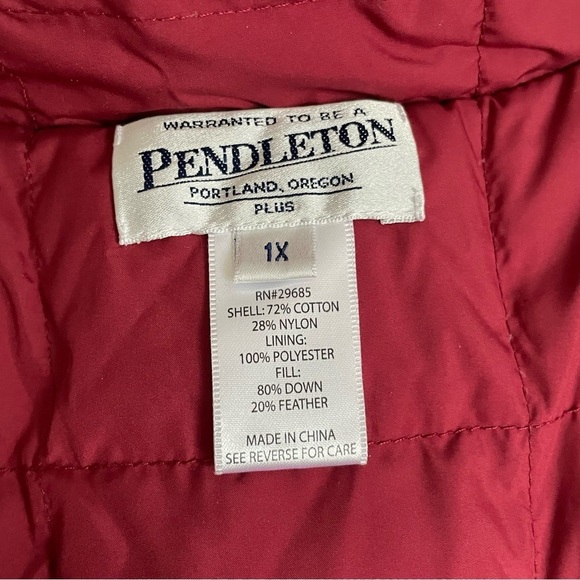 WARRANTED TO BE A
PENDLETON
PORTLAND, OREGON
PLUS
1X
RN#29685
SHELL: 72% COTTON
28% NYLON
LINING:
100% POLYESTER
FILL:
80% DOWN
20% FEATHER
MADE IN CHINA
SEE REVERSE FOR CARE